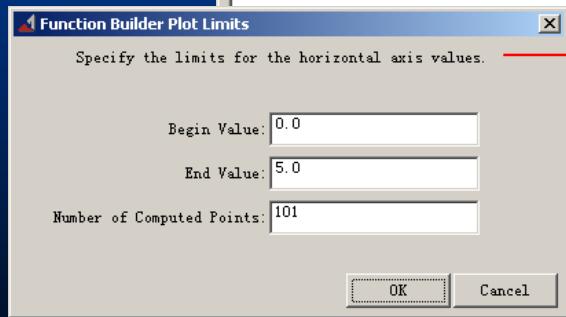 Function Builder Plot Limits
Specify the limits for the horizontal axis values.
Begin Value: 0.0
End Value: 5.0
Number of Computed Points: 101
OK Cancel